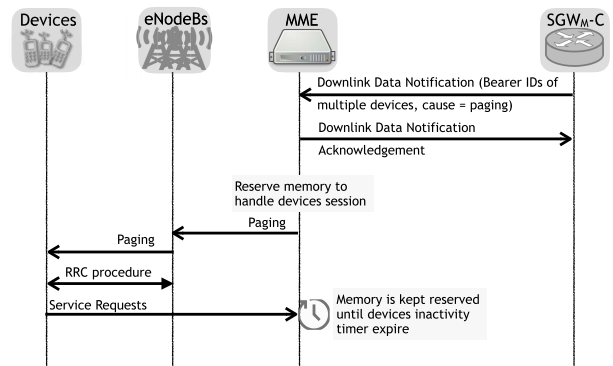 Devices
eNodeBs
MME
SGWM-C
Downlink Data Notification (Bearer IDs of
multiple devices, cause = paging)
Downlink Data Notification
Acknowledgement
Reserve memory to
handle devices session
Paging
Paging
RRC procedure
Service Requests
Memory is kept reserved
until devices inactivity
timer expire